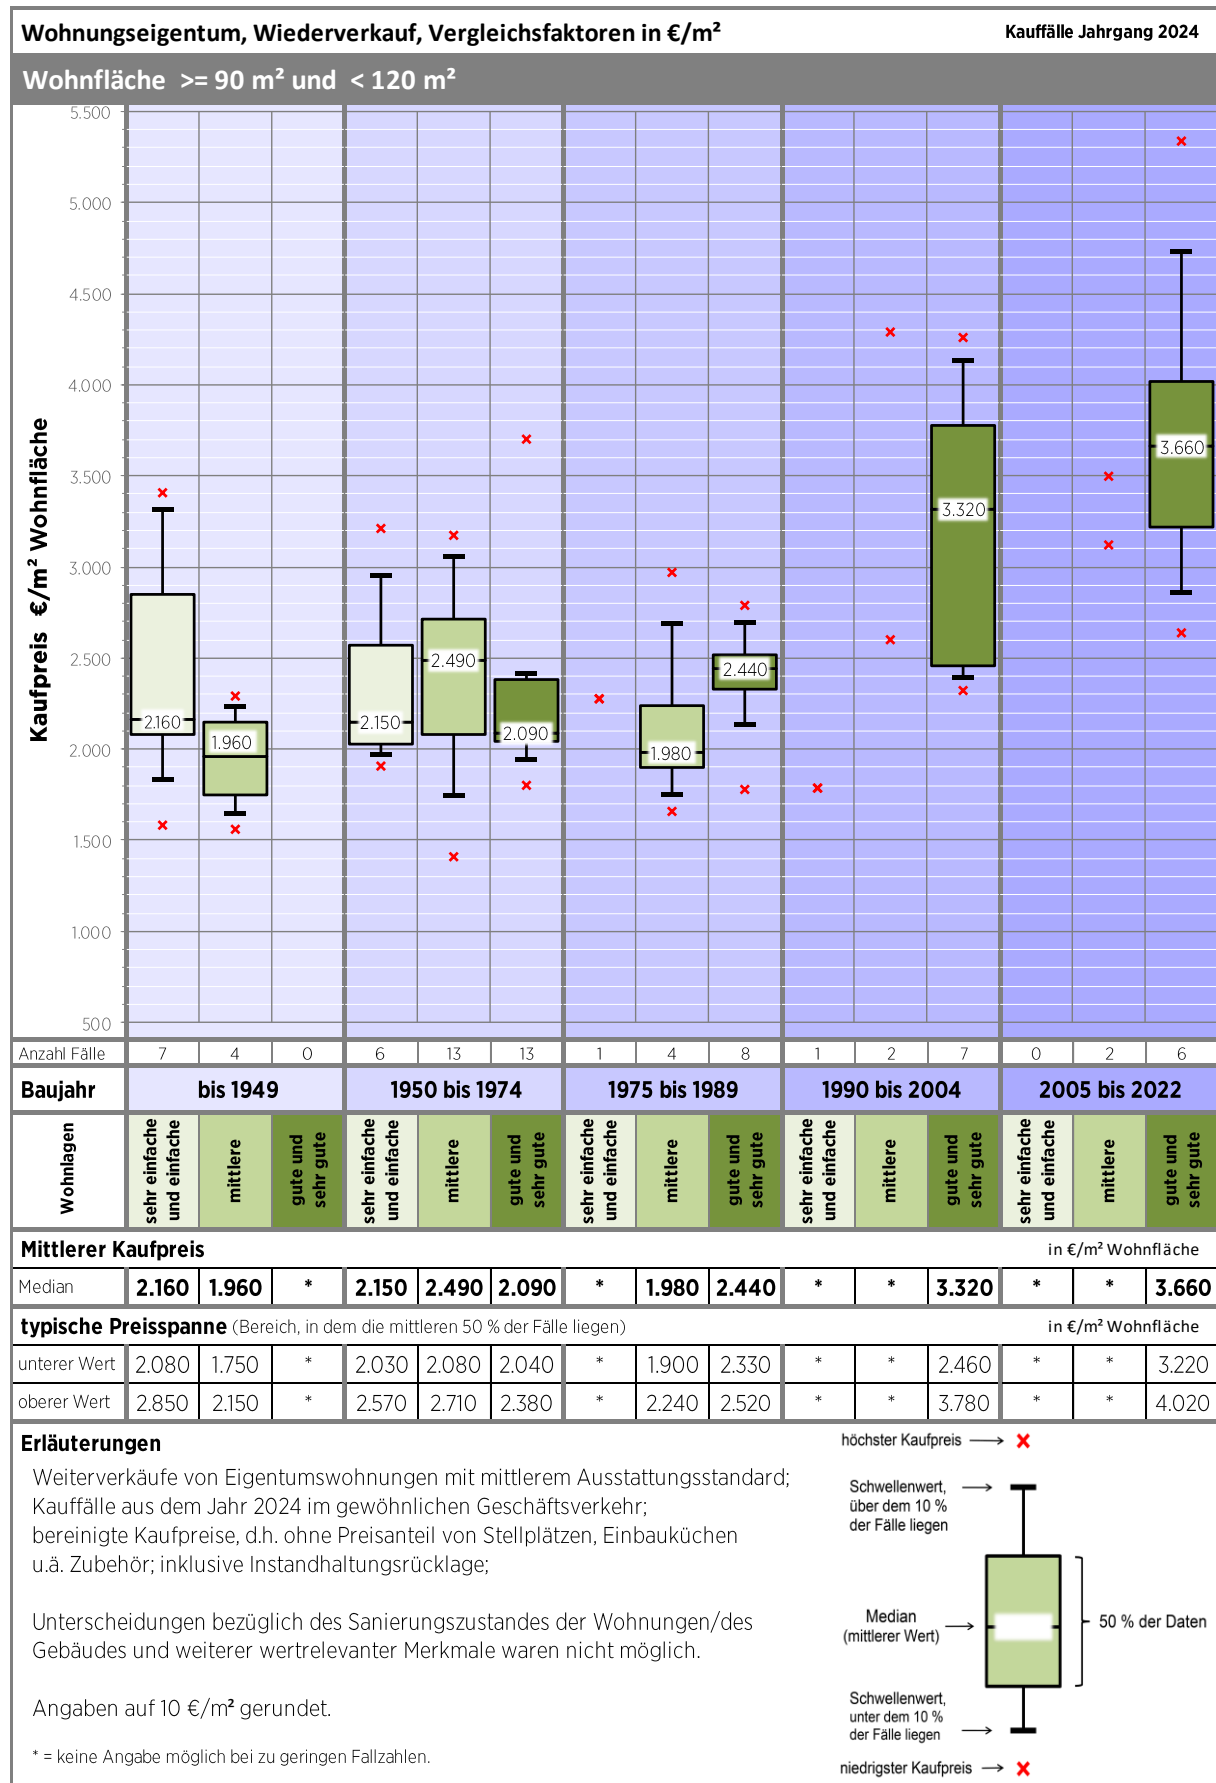 Wohnungseigentum, Wiederverkauf, Vergleichsfaktoren in €/m² Kauffälle Jahrgang 2024
Wohnfläche >= 90 m² und < 120 m²
Kaufpreis €/m² Wohnfläche
5.500
5.000
4.500
4.000
3.500
3.000
2.500
2.000
1.500
1.000
500
2.160
1.960
2.150
2.490
2.090
1.980
2.440
3.320
3.660
Anzahl Fälle 7 4 0 6 13 13 1 4 8 1 2 7 0 2 6
Baujahr bis 1949 1950 bis 1974 1975 bis 1989 1990 bis 2004 2005 bis 2022
Wohnlagen
sehr einfache
und einfache
mittlere
gute und
sehr gute
sehr einfache
und einfache
mittlere
gute und
sehr gute
sehr einfache
und einfache
mittlere
gute und
sehr gute
sehr einfache
und einfache
mittlere
gute und
sehr gute
sehr einfache
und einfache
mittlere
gute und
sehr gute
Mittlerer Kaufpreis in €/m² Wohnfläche
Median 2.160 1.960 * 2.150 2.490 2.090 * 1.980 2.440 * * 3.320 * * 3.660
typische Preisspanne (Bereich, in dem die mittleren 50 % der Fälle liegen) in €/m² Wohnfläche
unterer Wert 2.080 1.750 * 2.030 2.080 2.040 * 1.900 2.330 * * 2.460 * * 3.220
oberer Wert 2.850 2.150 * 2.570 2.710 2.380 * 2.240 2.520 * * 3.780 * * 4.020
Erläuterungen
Weiterverkäufe von Eigentumswohnungen mit mittlerem Ausstattungsstandard;
Kauffälle aus dem Jahr 2024 im gewöhnlichen Geschäftsverkehr;
bereinigte Kaufpreise, d.h. ohne Preisanteil von Stellplätzen, Einbauküchen
u.ä. Zubehör; inklusive Instandhaltungsrücklage;
Unterscheidungen bezüglich des Sanierungszustandes der Wohnungen/des
Gebäudes und weiterer wertrelevanter Merkmale waren nicht möglich.
Angaben auf 10 €/m² gerundet.
* = keine Angabe möglich bei zu geringen Fallzahlen.
höchster Kaufpreis
Schwellenwert,
über dem 10 %
der Fälle liegen
Median
(mittlerer Wert)
50 % der Daten
Schwellenwert,
unter dem 10 %
der Fälle liegen
niedrigster Kaufpreis